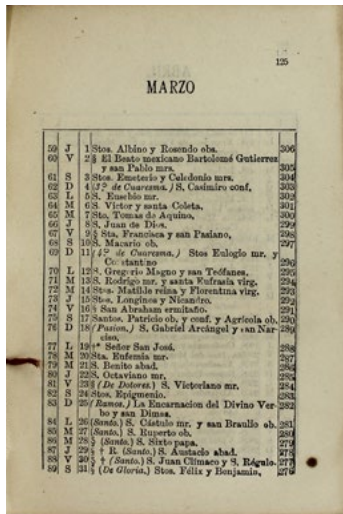 125
MARZO
59 J 1 Stos. Albino y Rosendo obs. 306
60 V 2 § El Beato mexicano Bartolomé Gutierrez
y san Pablo mrs. 305
61 S 3 Stos. Emeterio y Celedonio mrs. 304
62 D 4 (3º de Cuaresma.) S. Casimiro conf. 303
63 L 5 S. Eusebio mr. 302
64 M 6 S. Victor y santa Coleta. 301
65 M 7 Sto. Tomas de Aquino. 300
66 J 8 S. Juan de Dios. 299
67 V 9 § Sta. Francisca y san Paciano. 298
68 S 10 S. Macario ob. 297
69 D 11 (4º de Cuaresma.) Stos Eulogio mr. y
Constantino 296
70 L 12 S. Gregorio Magno y san Teófanes. 295
71 M 13 S. Rodrigo mr. y santa Eufrasia virg. 294
72 M 14 Stos. Matilde reina y Florentina virg. 293
73 J 15 Stos. Longinos y Nicandro. 292
74 V 16 § San Abraham ermitaño. 291
75 S 17 Santos. Patricio ob. y conf. y Agrícola ob. 290
76 D 18 (Pasion.) S. Gabriel Arcángel y san Nar-
ciso. 289
77 L 19 †* Señor San José. 288
78 M 20 Sta. Eufemia mr. 287
79 M 21 S. Benito abad. 286
80 J 22 S. Octaviano mr. 285
81 V 23 § (De Dolores.) S. Victoriano mr. 284
82 S 24 Stos. Epigmenio. 283
83 D 25 (Ramos.) La Encarnacion del Divino Ver-
bo y san Dimas. 282
84 L 26 (Santo.) S. Cástulo mr. y san Braulio ob. 281
85 M 27 (Santo.) S. Ruperto ob. 280
86 M 28 § (Santo.) S. Sixto papa. 279
87 J 29 § † R. (Santo.) S. Eustacio abad. 278
88 V 30 § † (Santo.) S. Juan Clímaco y S. Régulo. 277
89 S 31 § (De Gloria.) Stos. Félix y Benjamin. 276